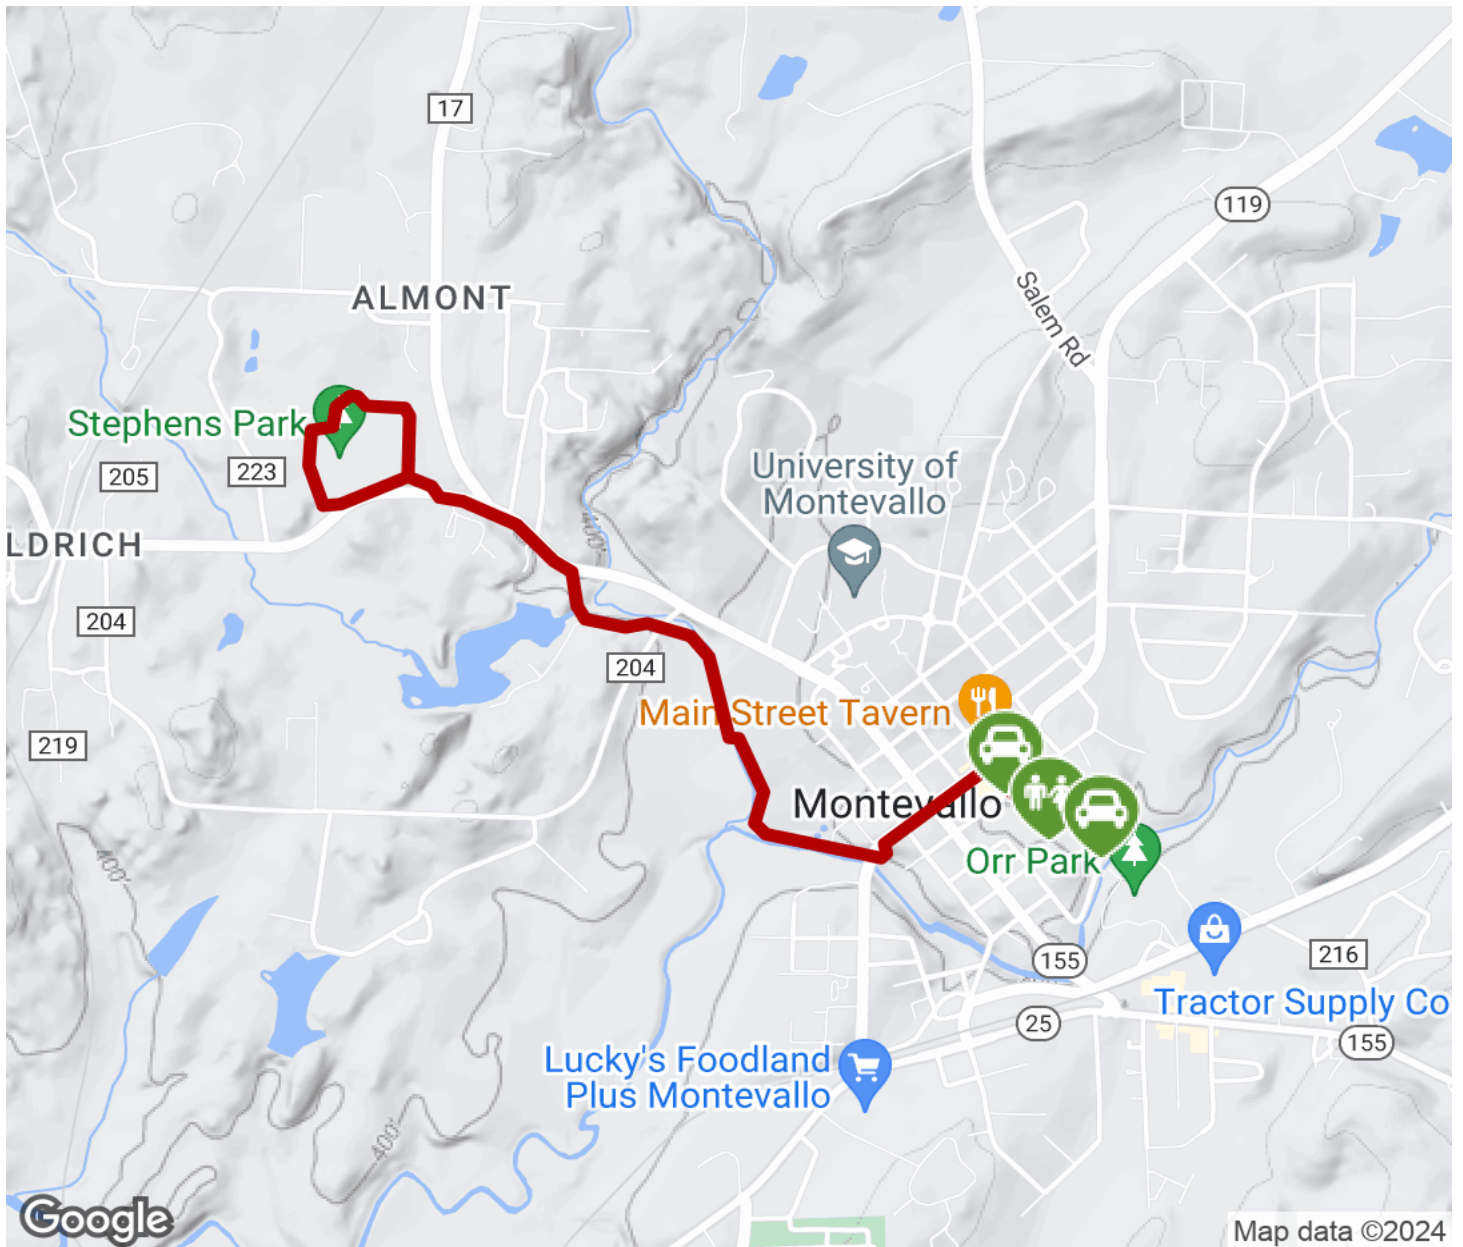 17
119
ALMONT
Salem Rd
Stephens Park
205
223
University of
Montevallo
LDRICH
400'
204
204
Main Street Tavern
219
Montevallo
Orr Park
400'
155
216
Tractor Supply Co
25
155
Lucky's Foodland
Plus Montevallo
400'
Google
Map data ©2024